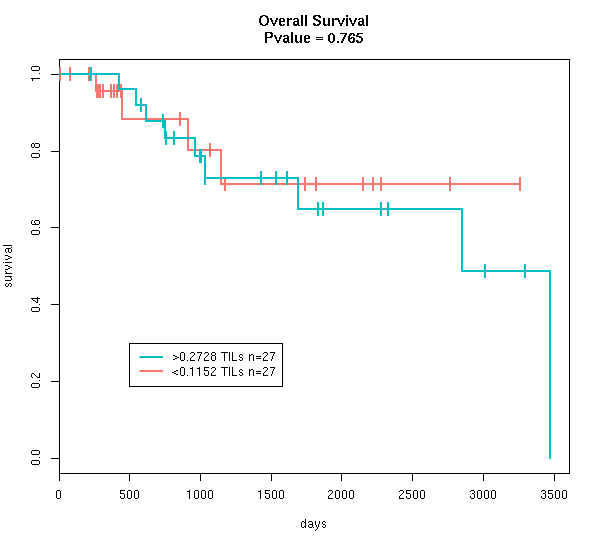 Overall Survival
Pvalue = 0.765
1.0
0.8
0.6
0.4
0.2
0.0
survival
>0.2728 TILs n=27
<0.1152 TILs n=27
0 500 1000 1500 2000 2500 3000 3500
days